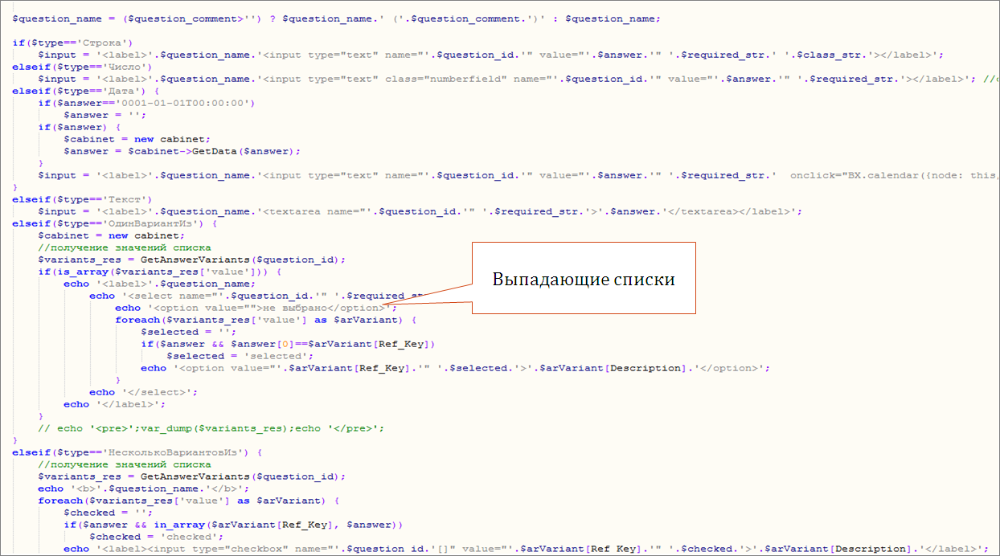 $question_name = ($question_comment>'') ? $question_name.' ('.$question_comment.')' : $question_name;
if($type=='Строка')
$input = '<label>'.$question_name.'<input type="text" name="'.$question_id.'" value="'.$answer.'" '.$required_str.' '.$class_str.'></label>';
elseif($type=='Число')
$input = '<label>'.$question_name.'<input type="text" class="numberfield" name="'.$question_id.'" value="'.$answer.'" '.$required_str.'></label>'; //
elseif($type=='Дата') {
if($answer=='0001-01-01T00:00:00')
$answer = '';
if($answer) {
$cabinet = new cabinet;
$answer = $cabinet->GetData($answer);
}
$input = '<label>'.$question_name.'<input type="text" name="'.$question_id.'" value="'.$answer.'" '.$required_str.'  onclick="BX.calendar({node: this,
}
elseif($type=='Текст')
$input = '<label>'.$question_name.'<textarea name="'.$question_id.'" '.$required_str.'>'.$answer.'</textarea></label>';
elseif($type=='ОдинВариантИз') {
$cabinet = new cabinet;
//получение значений списка
$variants_res = GetAnswerVariants($question_id);
if(is_array($variants_res['value'])) {
echo '<label>'.$question_name;
echo '<select name="'.$question_id.'" '.$required_str
echo '<option value="">не выбрано</option>';
Выпадающие списки
foreach($variants_res['value'] as $arVariant) {
$selected = '';
if($answer && $answer[0]==$arVariant[Ref_Key])
$selected = 'selected';
echo '<option value="'.$arVariant[Ref_Key].'" '.$selected.'>'.$arVariant[Description].'</option>';
}
echo '</select>';
echo '</label>';
}
// echo '<pre>';var_dump($variants_res);echo '</pre>';
}
elseif($type=='НесколькоВариантовИз') {
//получение значений списка
$variants_res = GetAnswerVariants($question_id);
echo '<b>'.$question_name.'</b>';
foreach($variants_res['value'] as $arVariant) {
$checked = '';
if($answer && in_array($arVariant[Ref_Key], $answer))
$checked = 'checked';
echo '<label><input type="checkbox" name="'.$question_id.'[]" value="'.$arVariant[Ref_Key].'" '.$checked.'>'.$arVariant[Description].'</label>';